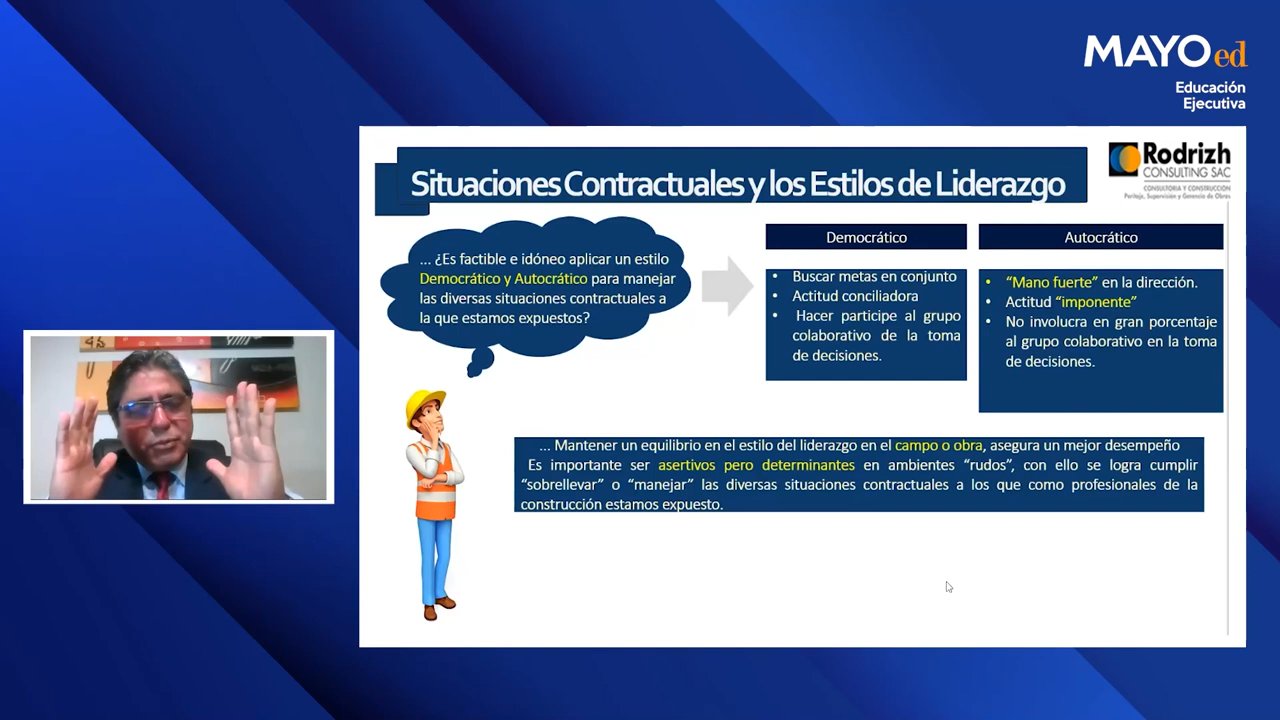 MAYO ed
Educación
Ejecutiva
Situaciones Contractuales y los Estilos de Liderazgo
Rodrizh
CONSULTING SAC
CONSULTORIA Y CONSTRUCCIÓN
Peritaje, Supervisión y Gerencia de Obras
... ¿Es factible e idóneo aplicar un estilo
Democrático y Autocrático para manejar
las diversas situaciones contractuales a
la que estamos expuestos?
Democrático
• Buscar metas en conjunto
• Actitud conciliadora
• Hacer participe al grupo
colaborativo de la toma
de decisiones.
Autocrático
• “Mano fuerte” en la dirección.
• Actitud “imponente”
• No involucra en gran porcentaje
al grupo colaborativo en la toma
de decisiones.
... Mantener un equilibrio en el estilo del liderazgo en el campo o obra, asegura un mejor desempeño
Es importante ser asertivos pero determinantes en ambientes “rudos”, con ello se logra cumplir
“sobrellevar” o “manejar” las diversas situaciones contractuales a los que como profesionales de la
construcción estamos expuesto.